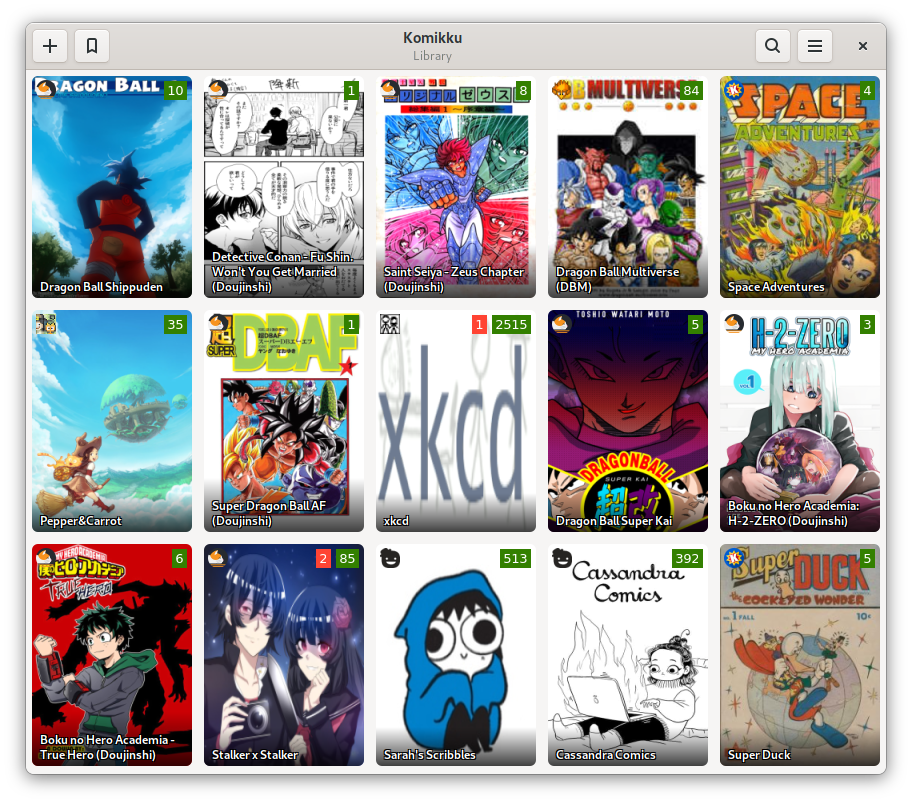 Komikku
Library
DRAGON BALL
10
Dragon Ball Shippuden
1
Detective Conan - Fu Shin.
Won't You Get Married
(Doujinshi)
8
Saint Seiya - Zeus Chapter
(Doujinshi)
MULTIVERSE
84
Dragon Ball Multiverse
(DBM)
4
SPACE
ADVENTURES
Space Adventures
35
Pepper&Carrot
1
SUPER
DBAF
Super Dragon Ball AF
(Doujinshi)
1
2515
xkcd
xkcd
TOSHIO WATARI MOTO
5
DRAGONBALL
SUPER KAI
超改
Dragon Ball Super Kai
3
H-2-ZERO
MY HERO ACADEMIA
VOL.1
Boku no Hero Academia:
H-2-ZERO (Doujinshi)
6
MY HERO ACADEMIA
TRUE HERO
Boku no Hero Academia -
True Hero (Doujinshi)
2
85
Stalker x Stalker
513
Sarah's Scribbles
392
Cassandra
Comics
Cassandra Comics
5
Super
DUCK
the COCKEYED WONDER
NO. 1 FALL
10¢
Super Duck